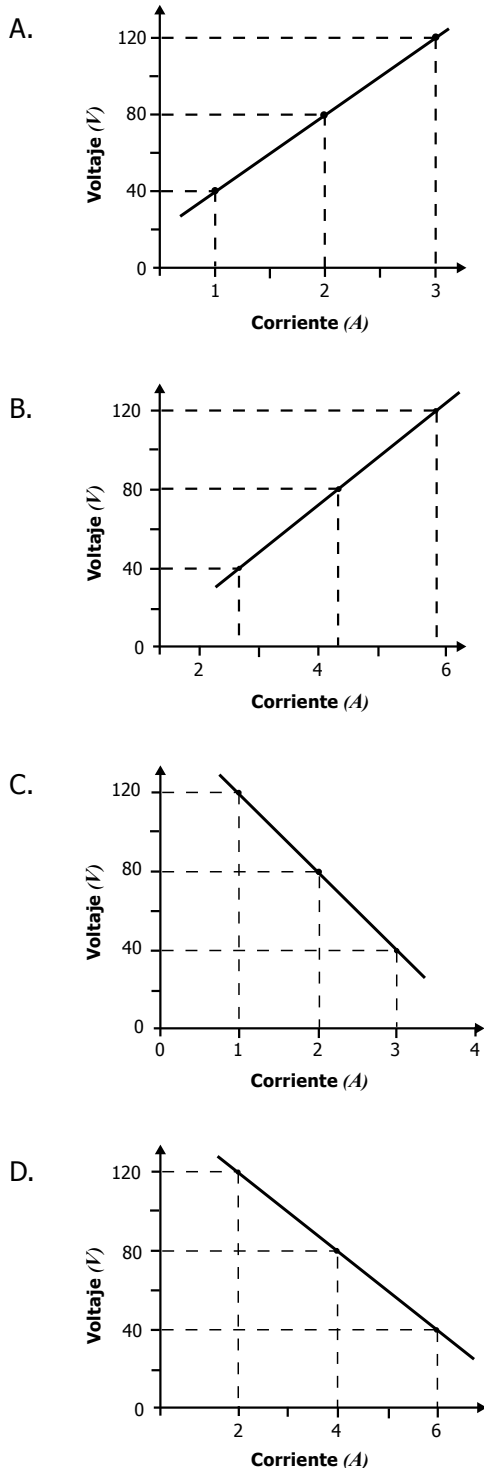 A.
120
80
40
0
Voltaje (V)
1 2 3
Corriente (A)
B.
120
80
40
0
Voltaje (V)
2 4 6
Corriente (A)
C.
120
80
40
0
Voltaje (V)
0 1 2 3 4
Corriente (A)
D.
120
80
40
0
Voltaje (V)
2 4 6
Corriente (A)